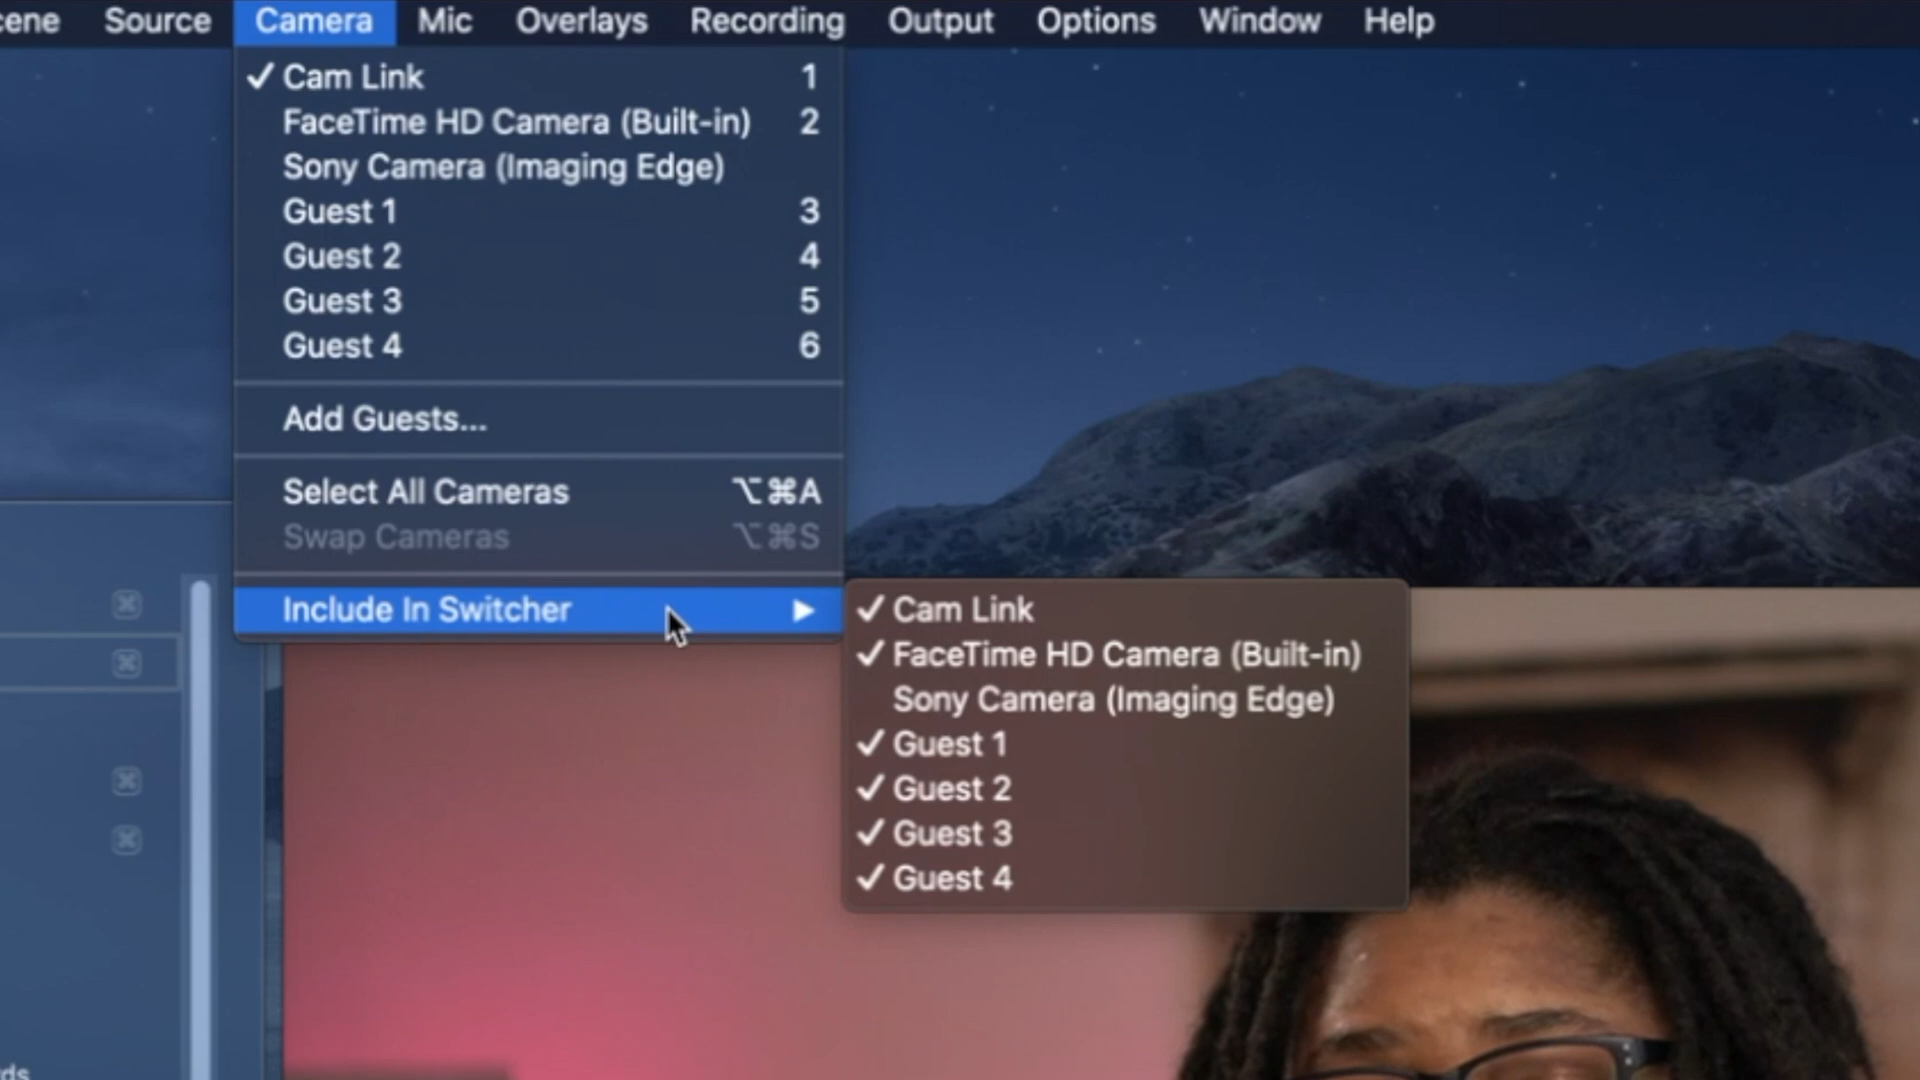 Source Camera Mic Overlays Recording Output Options Window Help
✓ Cam Link 1
FaceTime HD Camera (Built-in) 2
Sony Camera (Imaging Edge)
Guest 1 3
Guest 2 4
Guest 3 5
Guest 4 6
Add Guests...
Select All Cameras ⌥⌘A
Swap Cameras ⌥⌘S
Include In Switcher ▶
✓ Cam Link
✓ FaceTime HD Camera (Built-in)
Sony Camera (Imaging Edge)
✓ Guest 1
✓ Guest 2
✓ Guest 3
✓ Guest 4